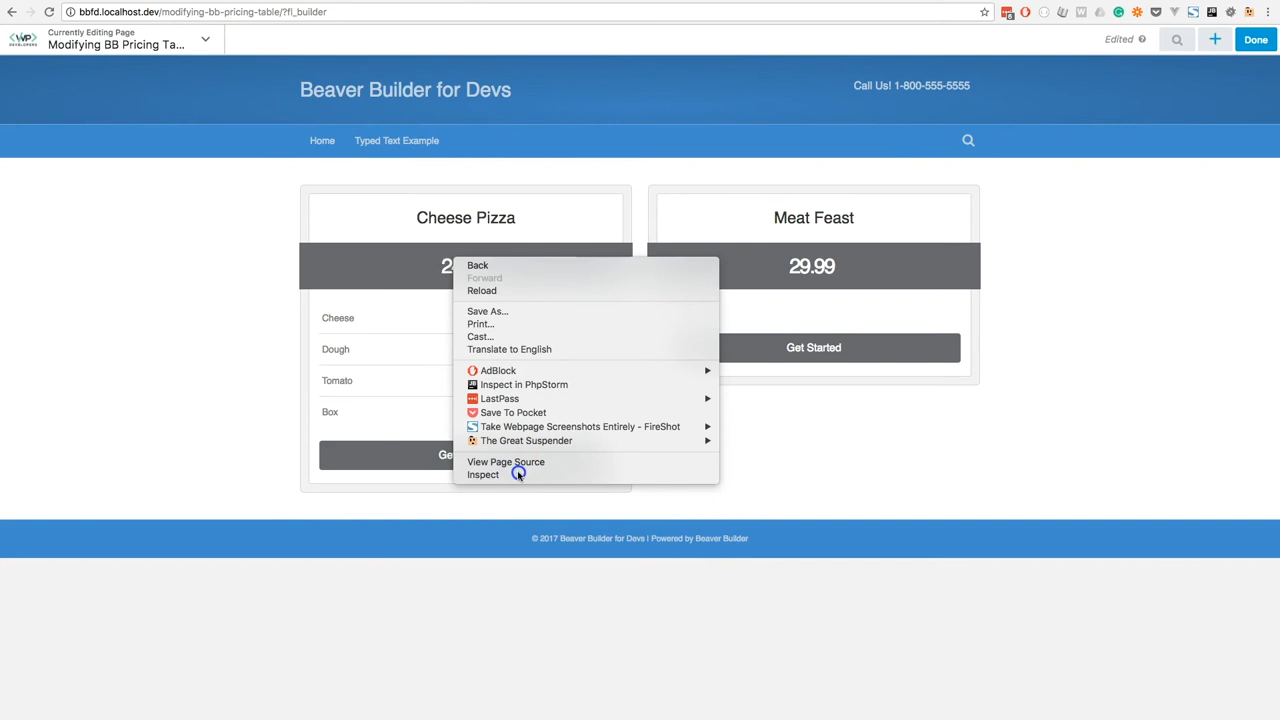 bbfd.localhost.dev/modifying-bb-pricing-table/?fl_builder
WP
DEVELOPERS
Currently Editing Page
Modifying BB Pricing Ta...
Edited
Done
Beaver Builder for Devs
Call Us! 1-800-555-5555
Home
Typed Text Example
Cheese Pizza
Meat Feast
29.99
Cheese
Dough
Tomato
Box
Get Started
Back
Forward
Reload
Save As...
Print...
Cast...
Translate to English
AdBlock
Inspect in PhpStorm
LastPass
Save To Pocket
Take Webpage Screenshots Entirely - FireShot
The Great Suspender
View Page Source
Inspect
© 2017 Beaver Builder for Devs | Powered by Beaver Builder